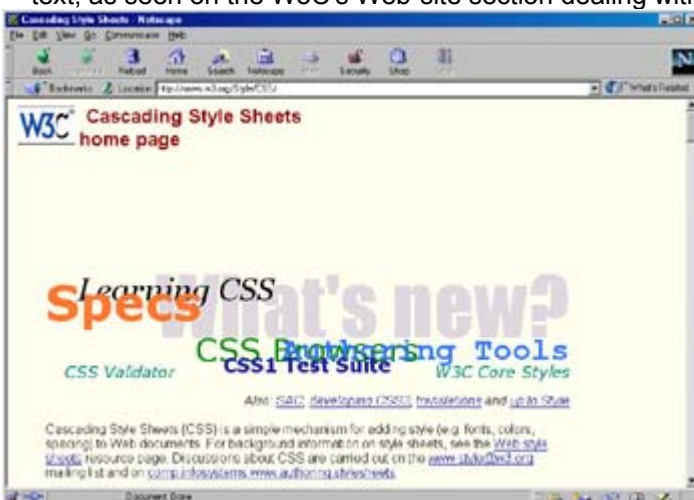 text, as seen on the W3C's Web site section dealing with
Cascading Style Sheets - Netscape
File Edit View Go Communicator Help
Back Reload Home Search Netscape Security Shop
Bookmarks Location: http://www.w3.org/Style/CSS/ What's Related
W3C Cascading Style Sheets
home page
Learning CSS
Specs
What's new?
CSS Browsers
Authoring Tools
CSS1 Test Suite
CSS Validator
W3C Core Styles
Also: SAC, developing CSS3, translations and up to Style
Cascading Style Sheets (CSS) is a simple mechanism for adding style (e.g. fonts, colors,
spacing) to Web documents. For background information on style sheets, see the Web style
sheets resource page. Discussions about CSS are carried out on the www-style@w3.org
mailing list and on comp.infosystems.www.authoring.stylesheets.
Document Done